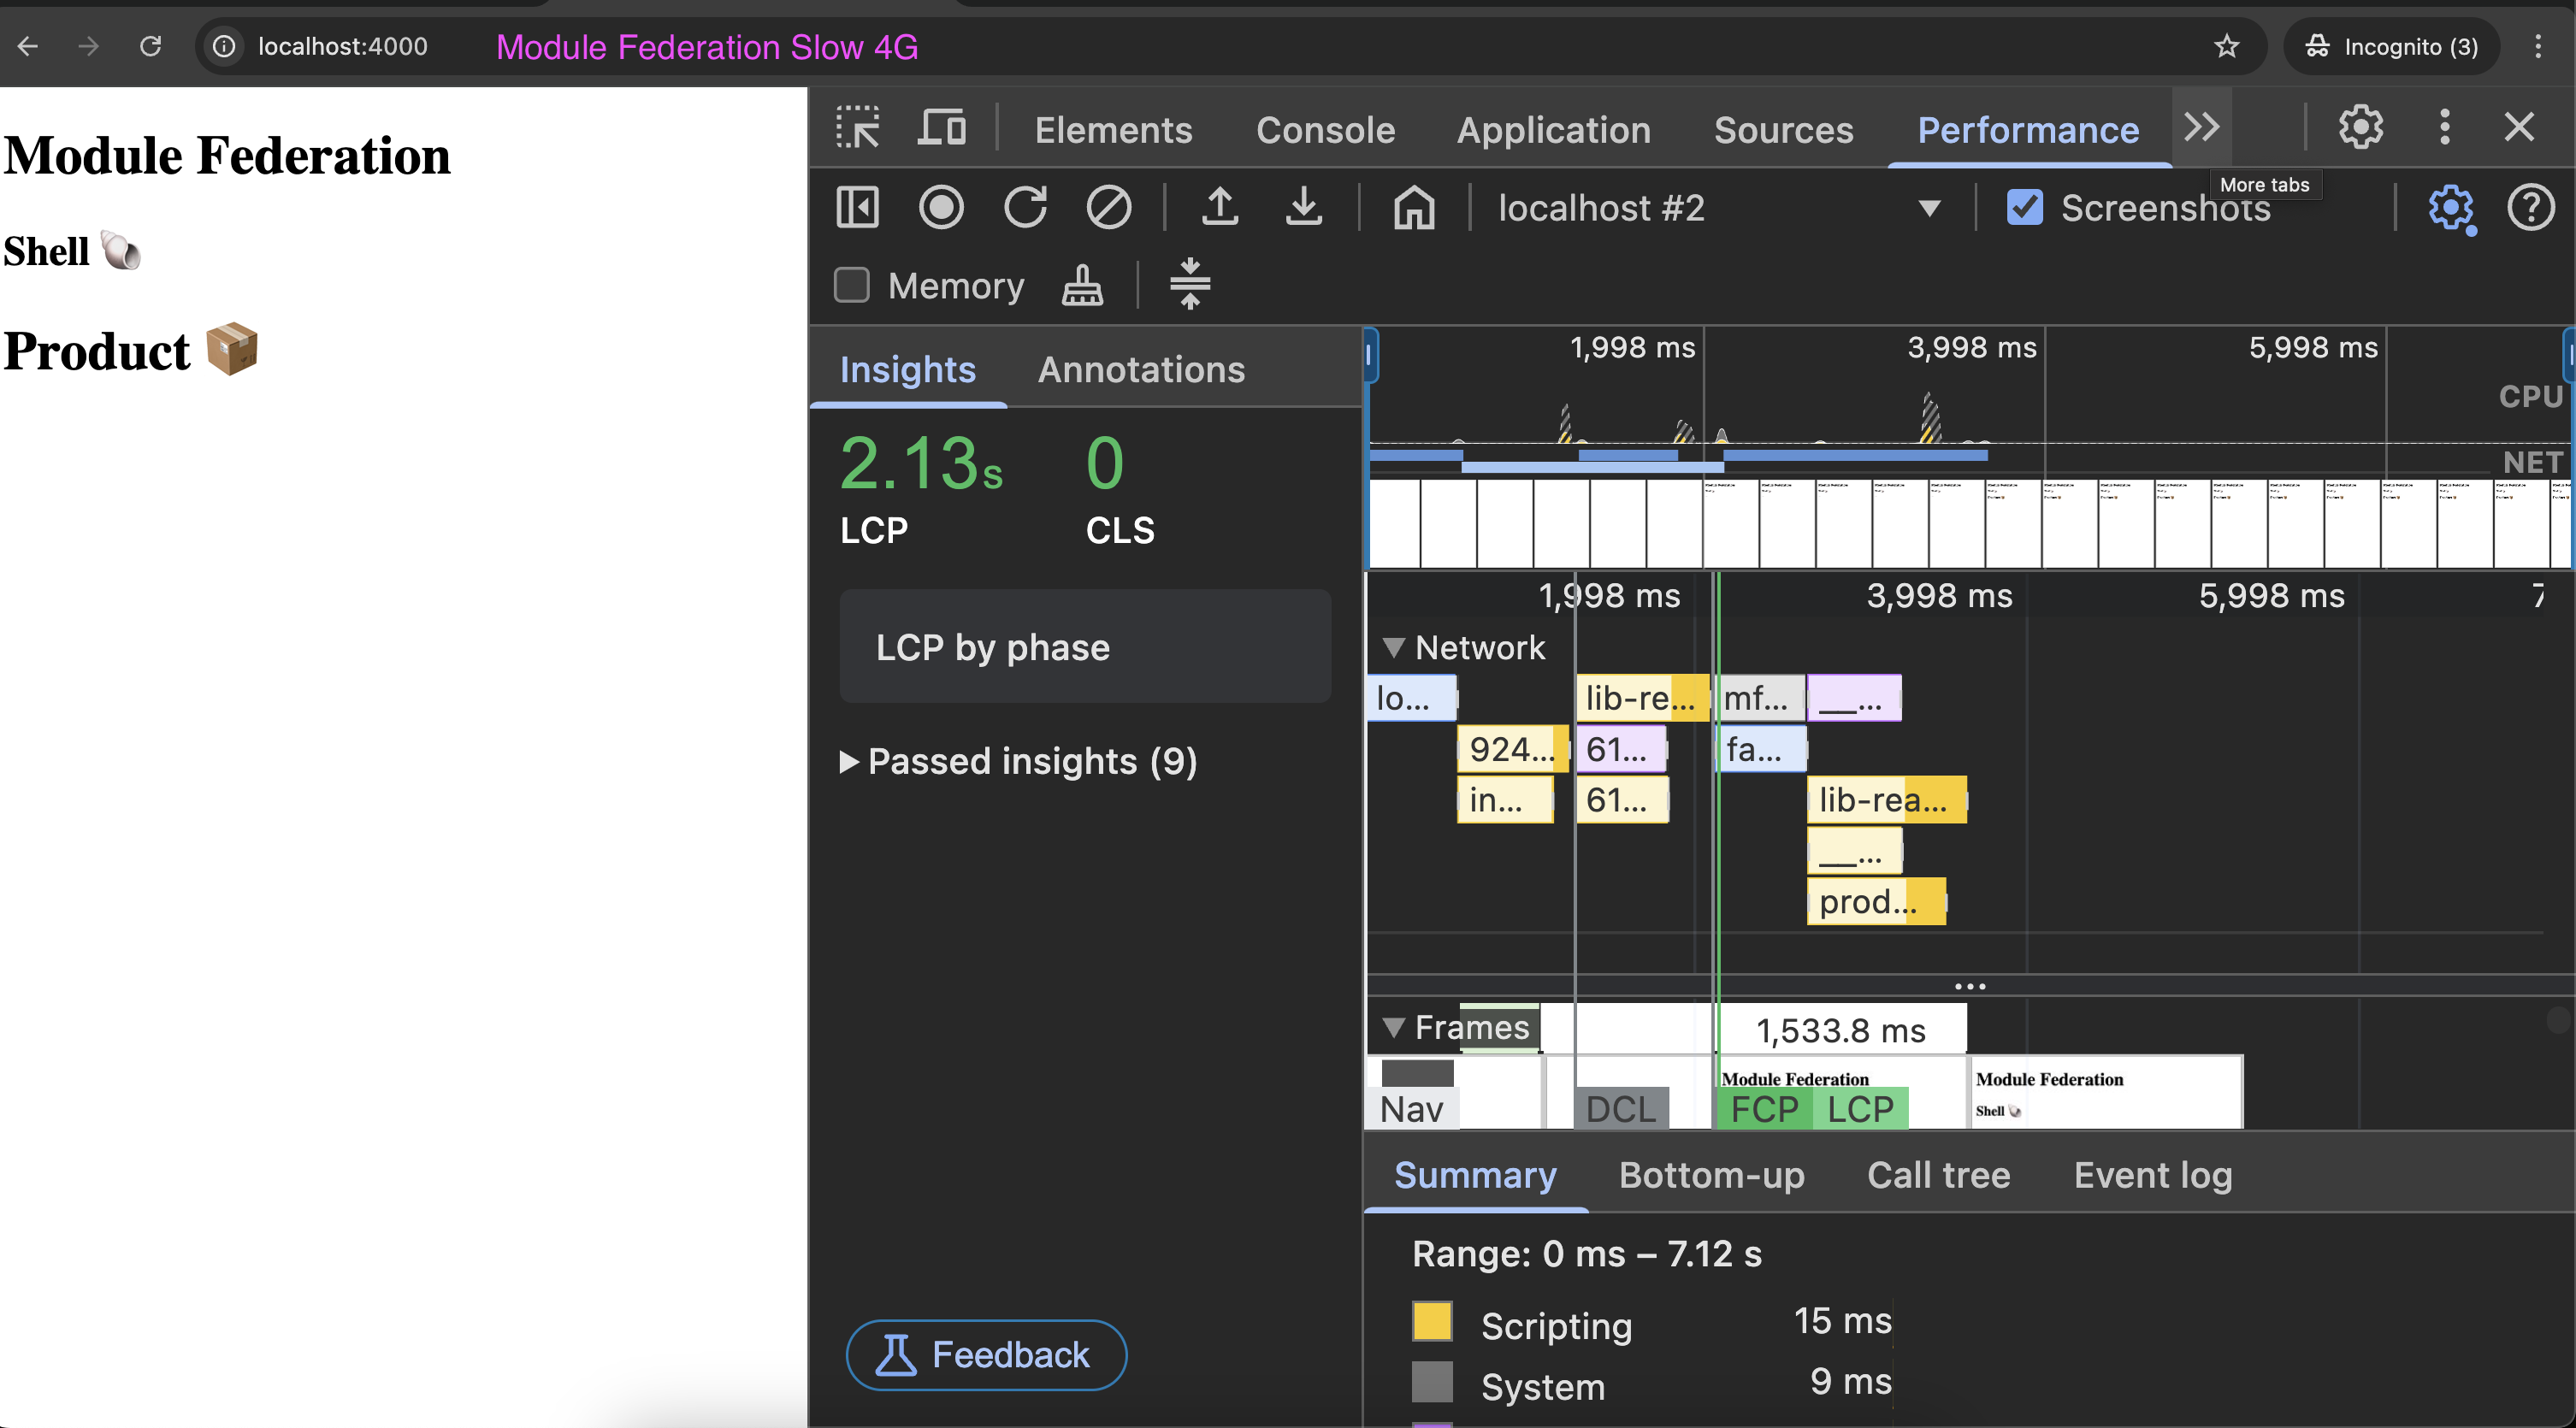 localhost:4000 Module Federation Slow 4G Incognito (3)
Module Federation
Shell
Product
Elements Console Application Sources Performance
More tabs
localhost #2 Screenshots
Memory
Insights Annotations
2.13s 0
LCP CLS
LCP by phase
Passed insights (9)
Feedback
1,998 ms 3,998 ms 5,998 ms
CPU
NET
1,998 ms 3,998 ms 5,998 ms 7
Network
lo... lib-re... mf... __...
924... 61... fa...
in... 61... lib-rea...
__...
prod...
...
Frames 1,533.8 ms
Module Federation Module Federation
Shell
Nav DCL FCP LCP
Summary Bottom-up Call tree Event log
Range: 0 ms – 7.12 s
Scripting 15 ms
System 9 ms